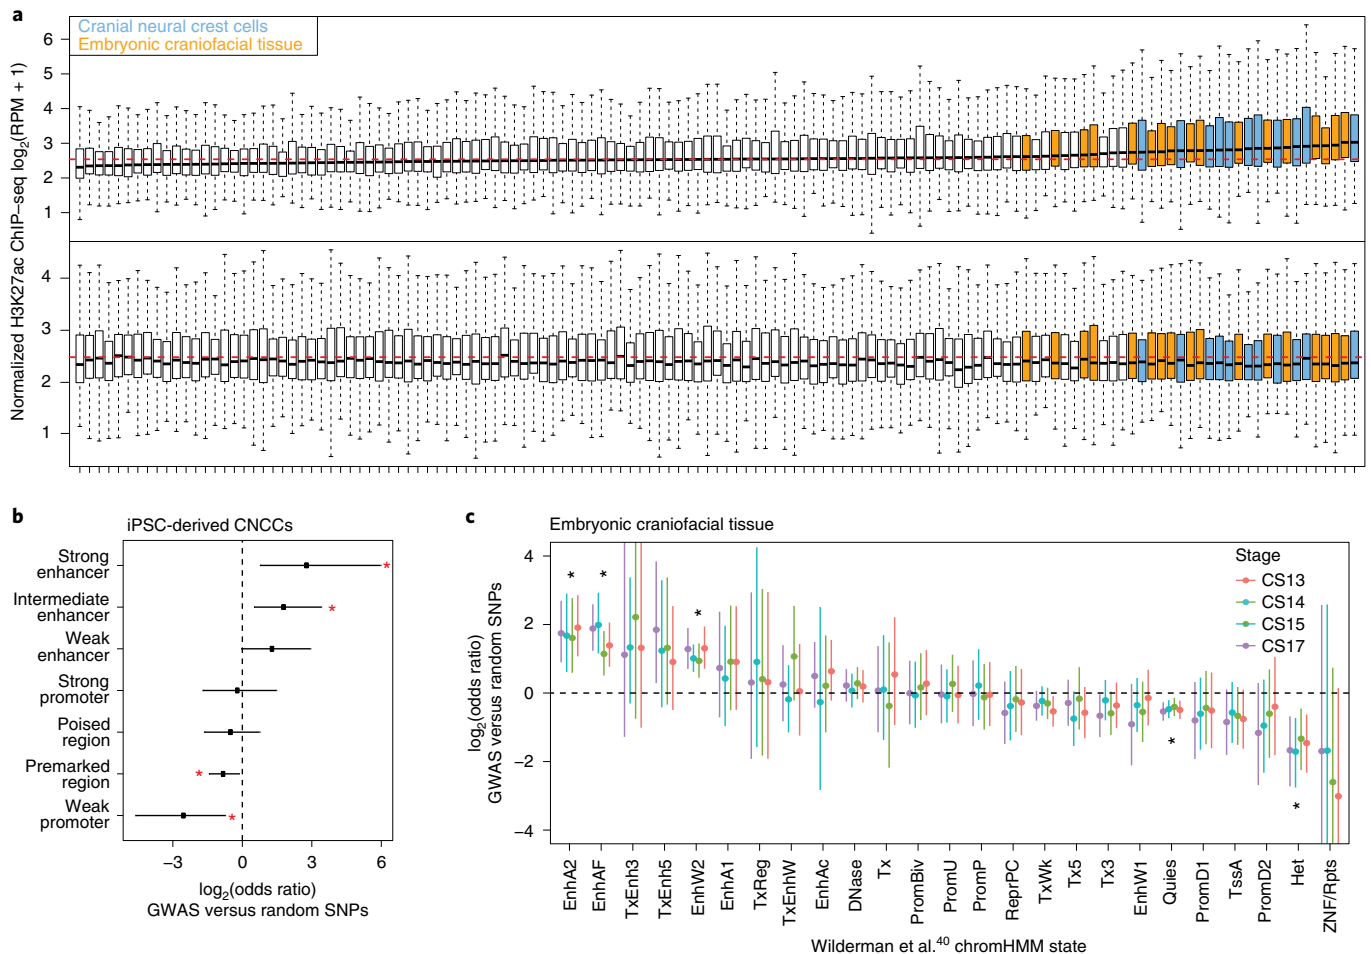 a
Cranial neural crest cells
Embryonic craniofacial tissue
Normalized H3K27ac ChIP–seq log2(RPM + 1)
6
5
4
3
2
1
4
3
2
1
b
iPSC-derived CNCCs
Strong
enhancer
*
Intermediate
enhancer
*
Weak
enhancer
Strong
promoter
Poised
region
Premarked
region
*
Weak
promoter
*
–3
0
3
6
log2(odds ratio)
GWAS versus random SNPs
c
Embryonic craniofacial tissue
log2(odds ratio)
GWAS versus random SNPs
4
2
0
–2
–4
* * * * *
Stage
CS13
CS14
CS15
CS17
EnhA2
EnhAF
TxEnh3
TxEnh5
EnhW2
EnhA1
TxReg
TxEnhW
EnhAc
DNase
Tx
PromBiv
PromU
PromP
ReprPC
TxWk
Tx5
Tx3
EnhW1
Quies
PromD1
TssA
PromD2
Het
ZNF/Rpts
Wilderman et al.40 chromHMM state